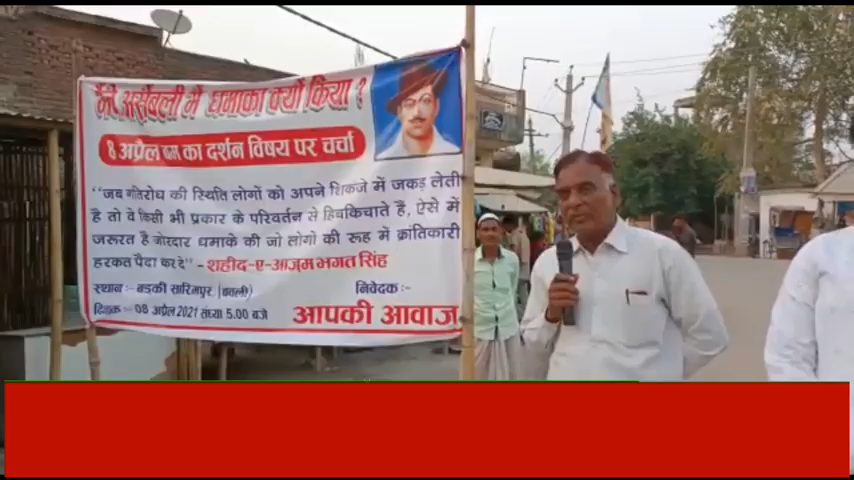 मैंने असेंबली में धमाका क्यों किया ?
8 अप्रैल बम का दर्शन विषय पर चर्चा
"जब गतिरोध की स्थिति लोगों को अपने शिकंजे में जकड़ लेती
है तो वे किसी भी प्रकार के परिवर्तन से हिचकिचाते है, ऐसे में
जरूरत है जोरदार धमाके की जो लोगों की रूह में क्रांतिकारी
हरकत पैदा कर दे" - शहीद-ए-आज़म भगत सिंह
स्थान :- बड़की सारिमपुर, निवेदक :-
दिनांक :- 08 अप्रैल 2021 संध्या 5.00 बजे आपकी आवाज